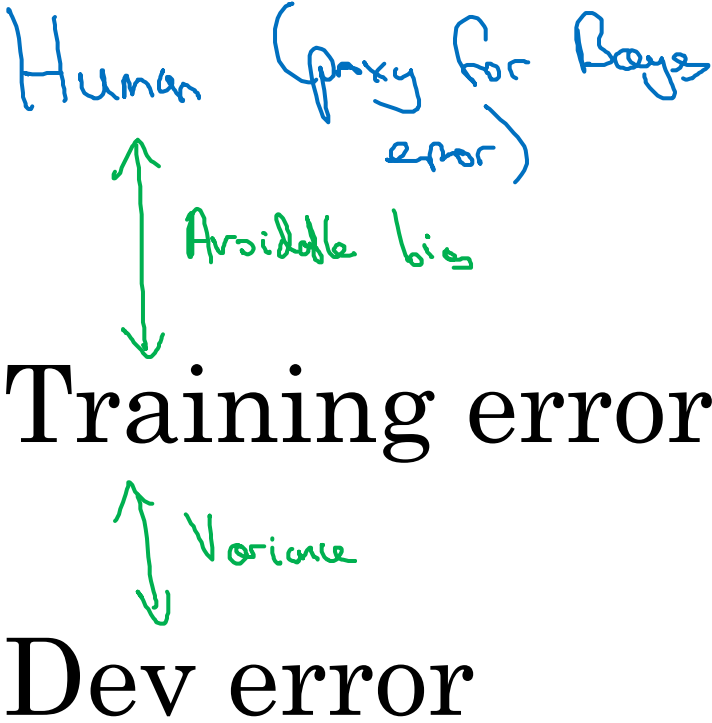 Human (proxy for Bayes
error)
Avoidable bias
Training error
Variance
Dev error